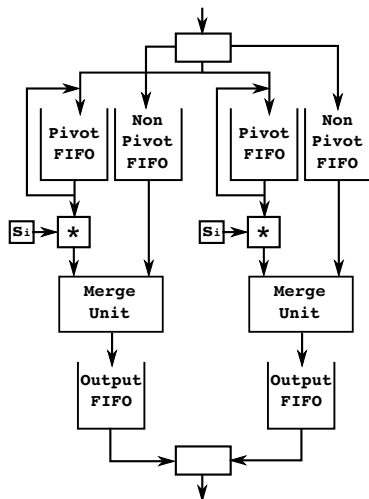 Pivot
FIFO
Non
Pivot
FIFO
Pivot
FIFO
Non
Pivot
FIFO
Si
*
Si
*
Merge
Unit
Merge
Unit
Output
FIFO
Output
FIFO